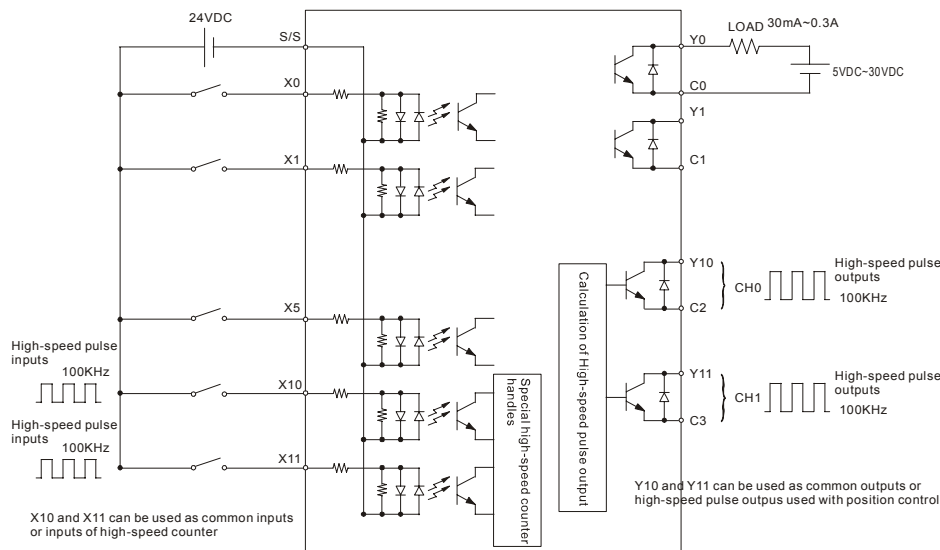 24VDC
S/S
X0
X1
X5
X10
X11
High-speed pulse
inputs
100KHz
High-speed pulse
inputs
100KHz
X10 and X11 can be used as common inputs
or inputs of high-speed counter
Special high-speed counter
handles
Calculation of High-speed pulse output
Y0
LOAD
30mA~0.3A
5VDC~30VDC
C0
Y1
C1
Y10
C2
CH0
High-speed pulse
outputs
100KHz
Y11
C3
CH1
High-speed pulse
outputs
100KHz
Y10 and Y11 can be used as common outputs or
high-speed pulse outpus used with position control